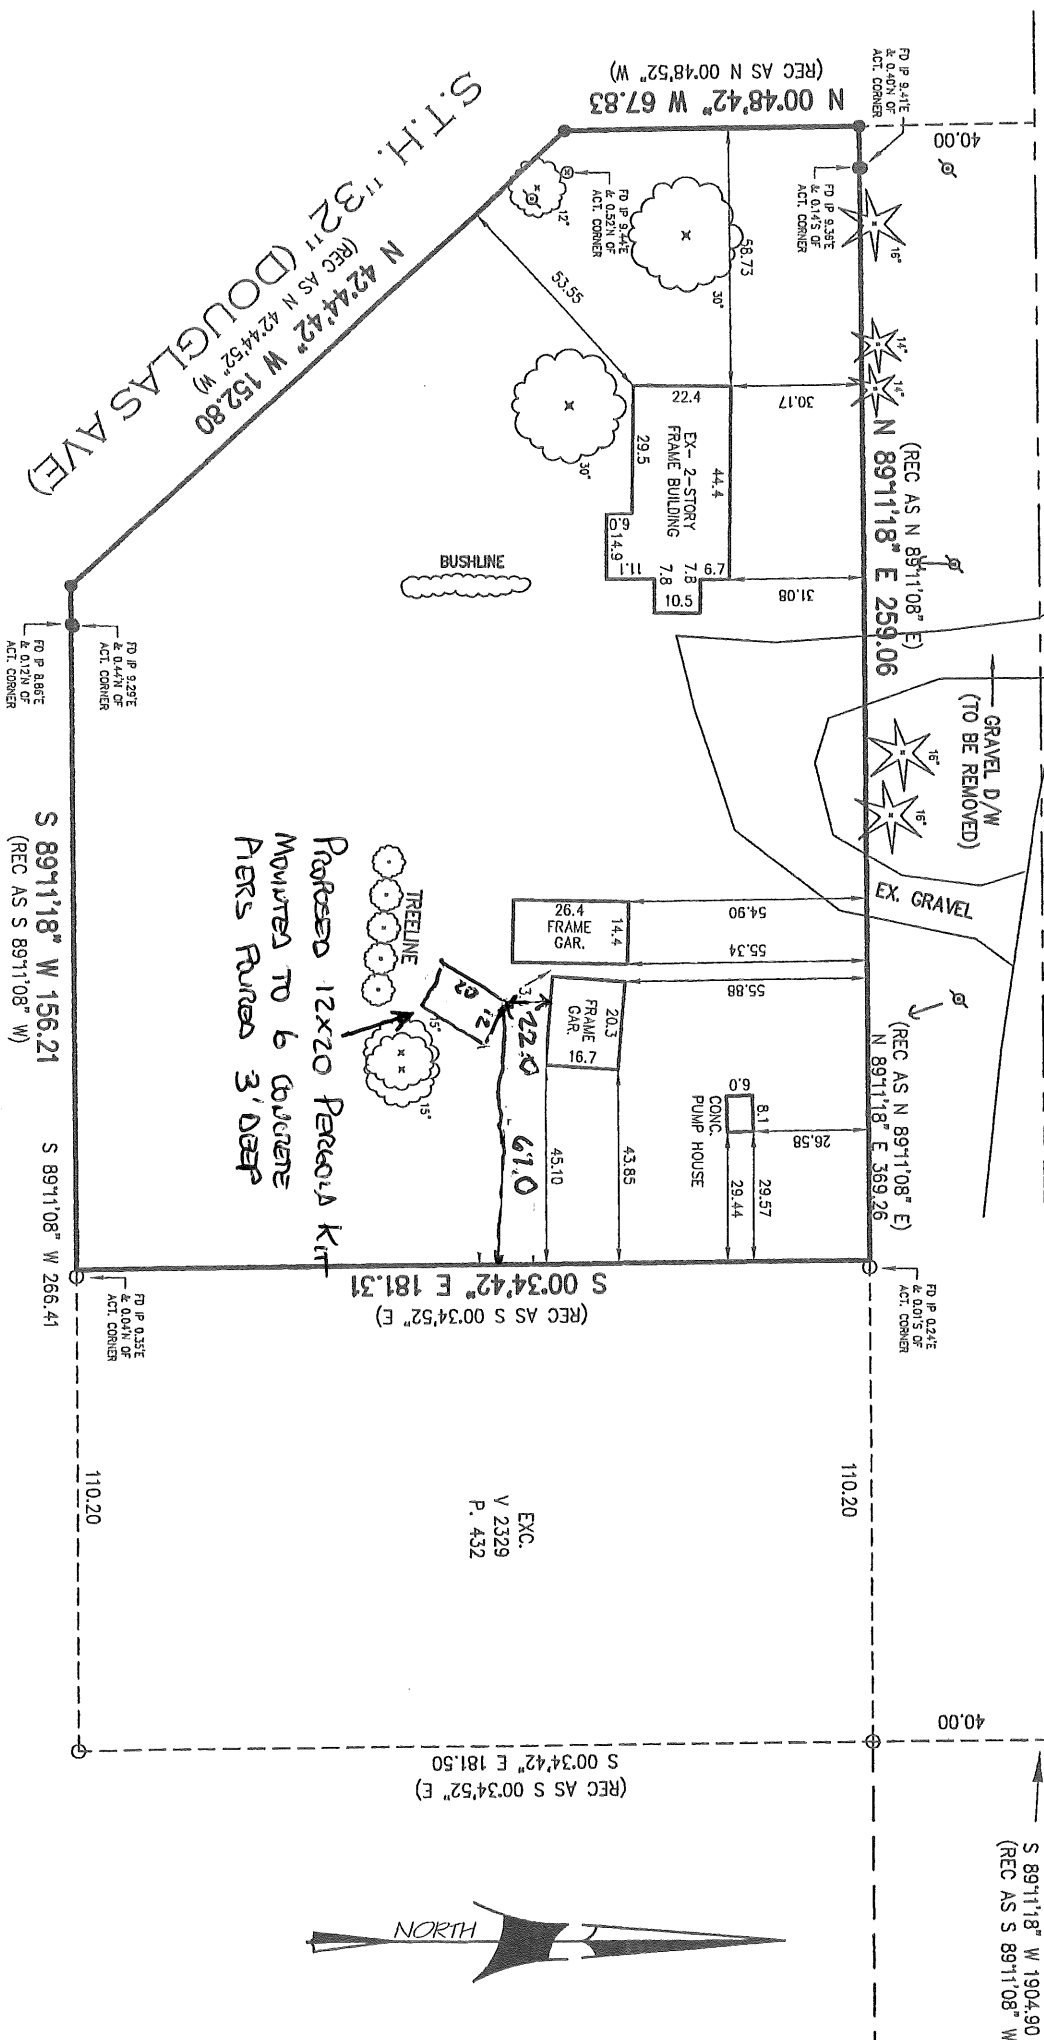 S 89°11'18" W 1904.90
(REC AS S 89°11'08" W
40.00
40.00
FD IP 9.41'E
& 0.40'N OF
ACT. CORNER
FD IP 9.36'E
& 0.14'S OF
ACT. CORNER
16"
14"
14"
(REC AS N 89°11'08" E)
N 89°11'18" E 259.06
GRAVEL D/W
(TO BE REMOVED)
16"
16"
EX. GRAVEL
(REC AS N 89°11'08" E)
N 89°11'18" E 369.26
FD IP 0.24'E
& 0.01'S OF
ACT. CORNER
110.20
N 00°48'42" W 67.83
(REC AS N 00°48'52" W)
58.73
30"
FD IP 9.44'E
& 0.52'N OF
ACT. CORNER
12"
53.55
30.17
22.4
EX- 2-STORY
FRAME BUILDING
44.4
29.5
6.0
14.9
11.1
7.8
7.8
6.7
10.5
31.08
30"
BUSHLINE
54.90
55.34
55.88
26.4
FRAME
GAR.
14.4
20.3
FRAME
GAR.
16.7
26.58
8.1
6.0
CONC.
PUMP HOUSE
29.57
29.44
43.85
45.10
22.0
67.0
TREELINE
20
12
15"
15"
PROPOSED 12X20 PERGOLA KIT
MOUNTED TO 6 CONCRETE
PIERS POURED 3' DEEP
S.T.H. "32" (DOUGLAS AVE)
N 42°44'42" W 152.80
(REC AS N 42°44'52" W)
FD IP 9.29'E
& 0.44'N OF
ACT. CORNER
FD IP 8.86'E
& 0.12'N OF
ACT. CORNER
S 89°11'18" W 156.21
(REC AS S 89°11'08" W)
S 89°11'08" W 266.41
S 00°34'42" E 181.31
(REC AS S 00°34'52" E)
FD IP 0.35'E
& 0.04'N OF
ACT. CORNER
110.20
EXC.
V 2329
P. 432
S 00°34'42" E 181.50
(REC AS S 00°34'52" E)
NORTH